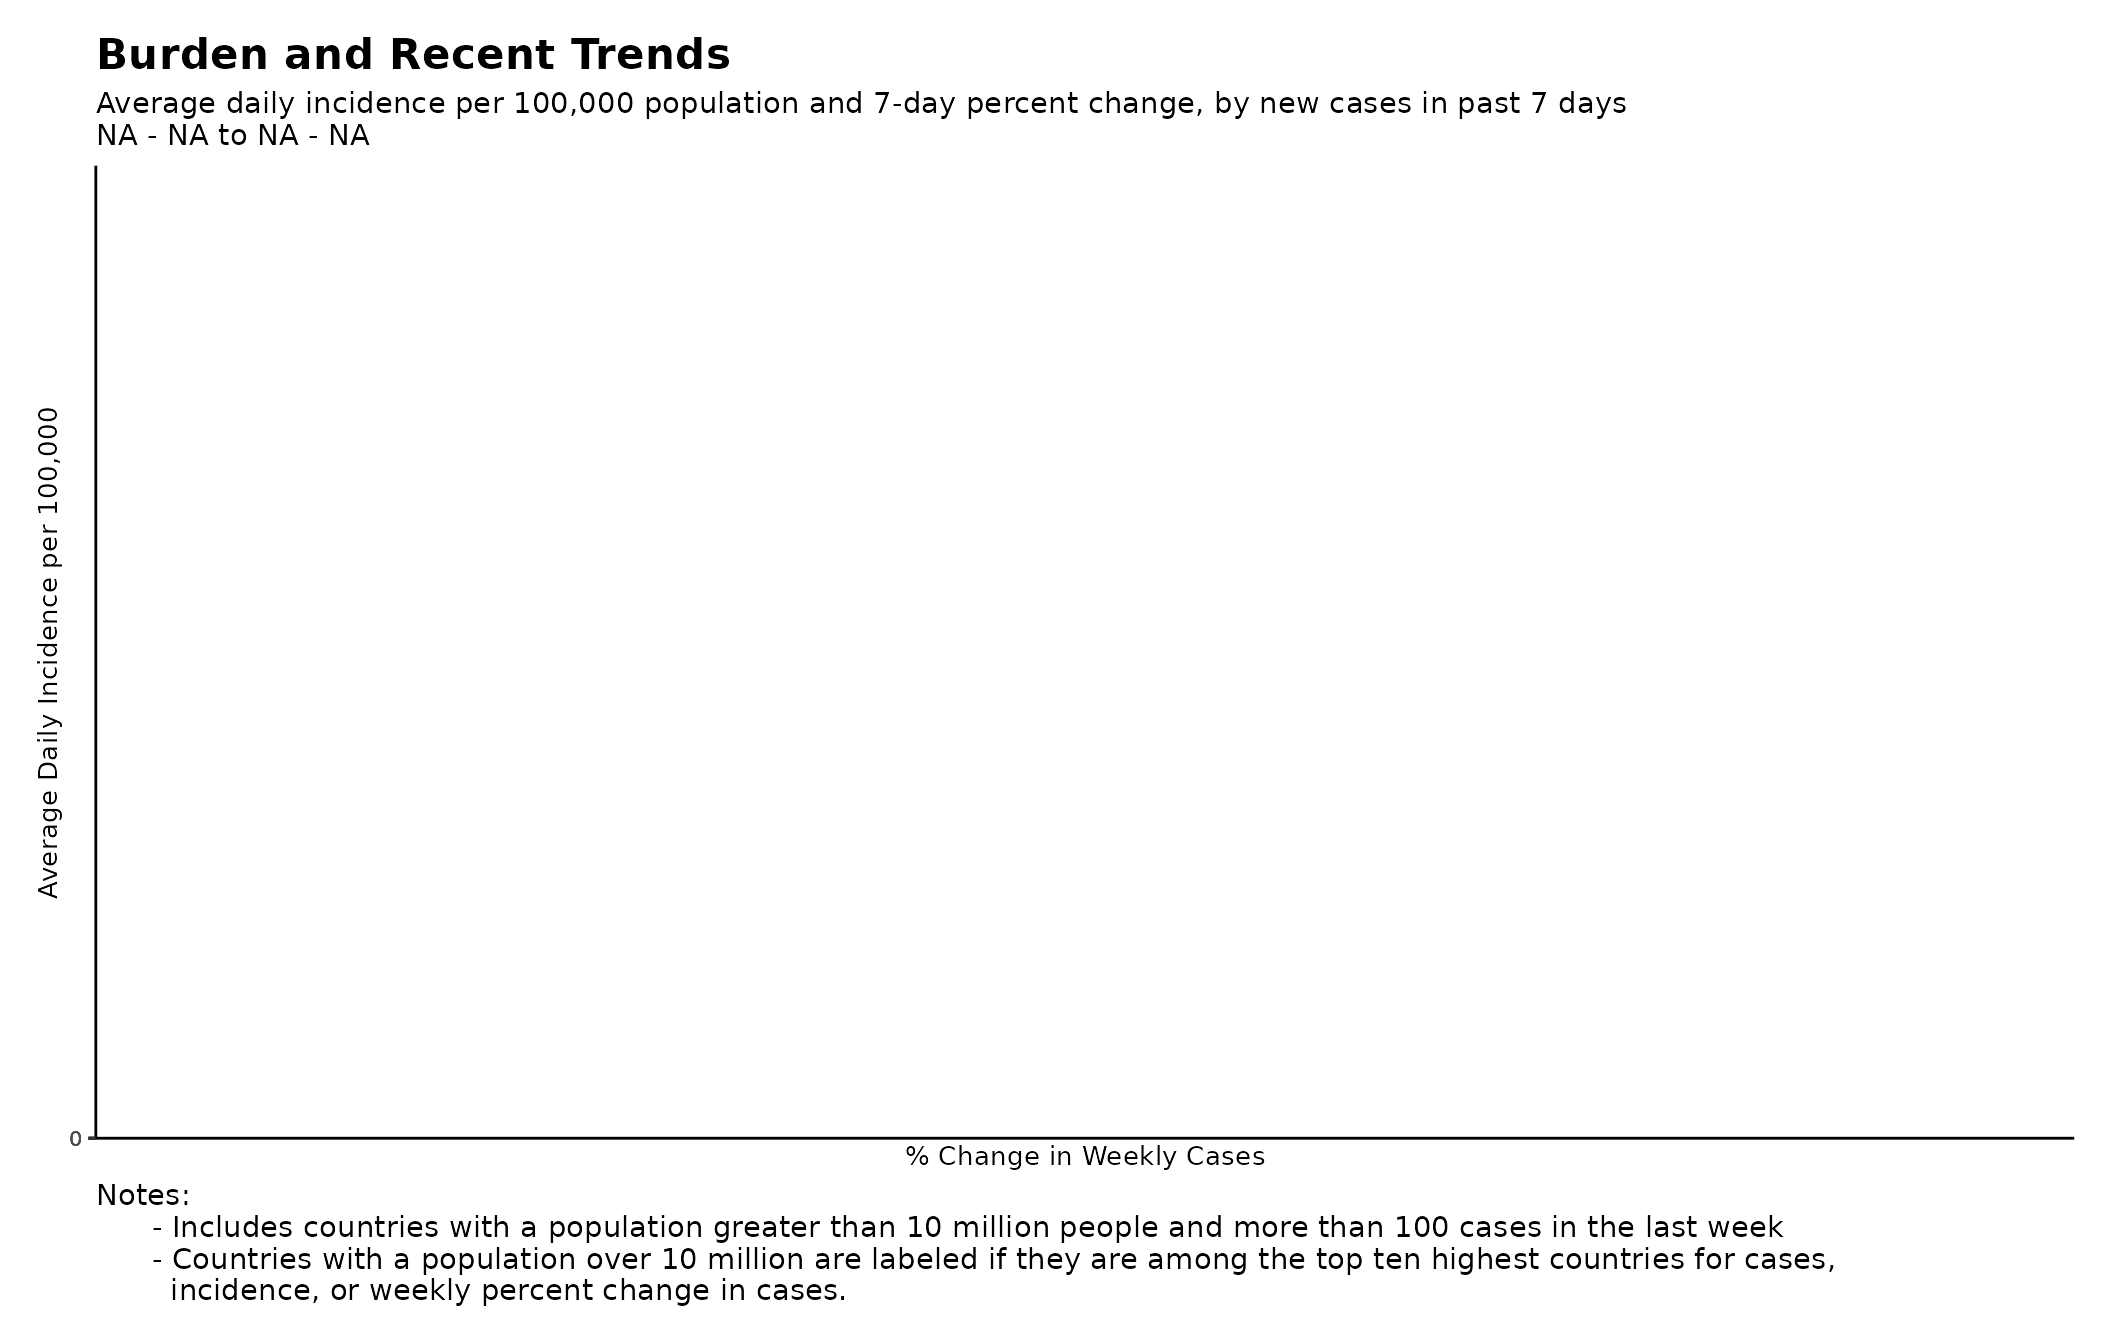 Burden and Recent Trends
Average daily incidence per 100,000 population and 7-day percent change, by new cases in past 7 days
NA - NA to NA - NA
Average Daily Incidence per 100,000
0
% Change in Weekly Cases
Notes:
- Includes countries with a population greater than 10 million people and more than 100 cases in the last week
- Countries with a population over 10 million are labeled if they are among the top ten highest countries for cases,
incidence, or weekly percent change in cases.